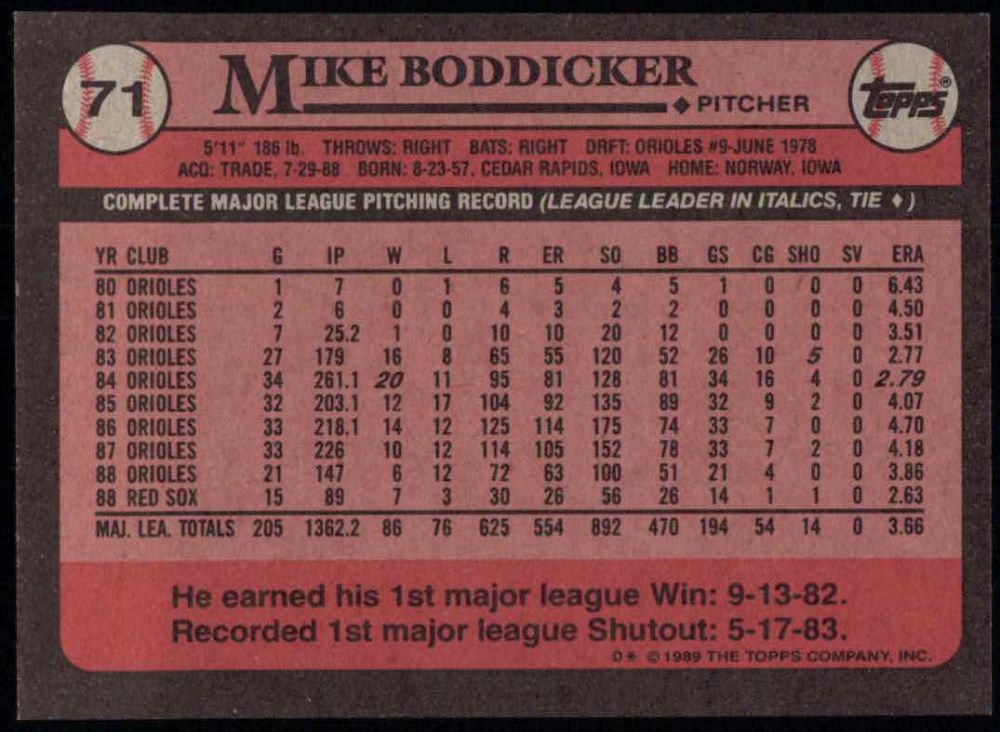 71
MIKE BODDICKER
♦ PITCHER
topps®
5'11" 186 lb. THROWS: RIGHT BATS: RIGHT DRFT: ORIOLES #9-JUNE 1978
ACQ: TRADE, 7-29-88 BORN: 8-23-57, CEDAR RAPIDS, IOWA HOME: NORWAY, IOWA
COMPLETE MAJOR LEAGUE PITCHING RECORD (LEAGUE LEADER IN ITALICS, TIE ♦)
YR CLUB G IP W L R ER SO BB GS CG SHO SV ERA
80 ORIOLES 1 7 0 1 6 5 4 5 1 0 0 0 6.43
81 ORIOLES 2 6 0 0 4 3 2 2 0 0 0 0 4.50
82 ORIOLES 7 25.2 1 0 10 10 20 12 0 0 0 0 3.51
83 ORIOLES 27 179 16 8 65 55 120 52 26 10 5 0 2.77
84 ORIOLES 34 261.1 20 11 95 81 128 81 34 16 4 0 2.79
85 ORIOLES 32 203.1 12 17 104 92 135 89 32 9 2 0 4.07
86 ORIOLES 33 218.1 14 12 125 114 175 74 33 7 0 0 4.70
87 ORIOLES 33 226 10 12 114 105 152 78 33 7 2 0 4.18
88 ORIOLES 21 147 6 12 72 63 100 51 21 4 0 0 3.86
88 RED SOX 15 89 7 3 30 26 56 26 14 1 1 0 2.63
MAJ. LEA. TOTALS 205 1362.2 86 76 625 554 892 470 194 54 14 0 3.66
He earned his 1st major league Win: 9-13-82.
Recorded 1st major league Shutout: 5-17-83.
D* © 1989 THE TOPPS COMPANY, INC.